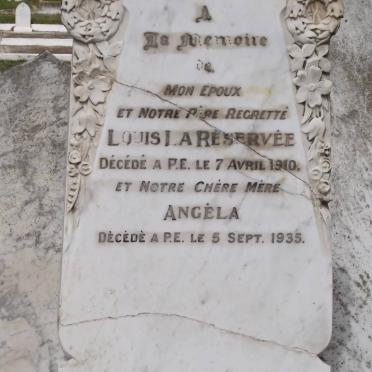 A
La Memoire
de
MON EPOUX
ET NOTRE PÈRE REGRETTÉ
LOUIS LA RÉSERVÉE
DÉCÉDÉ A P.E. LE 7 AVRIL 1910.
ET NOTRE CHÈRE MÈRE
ANGÉLA
DÉCÉDÉ A P.E. LE 5 SEPT. 1935.